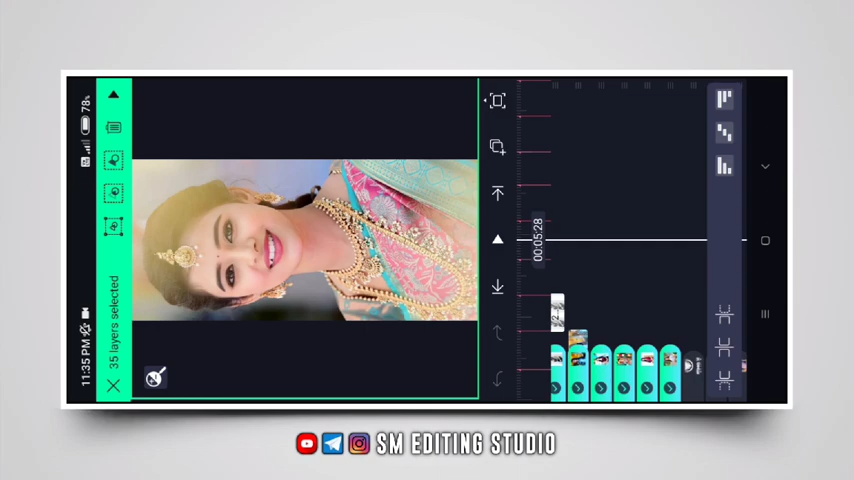 11:35 PM
78%
35 layers selected
00:05:28
SM EDITING STUDIO